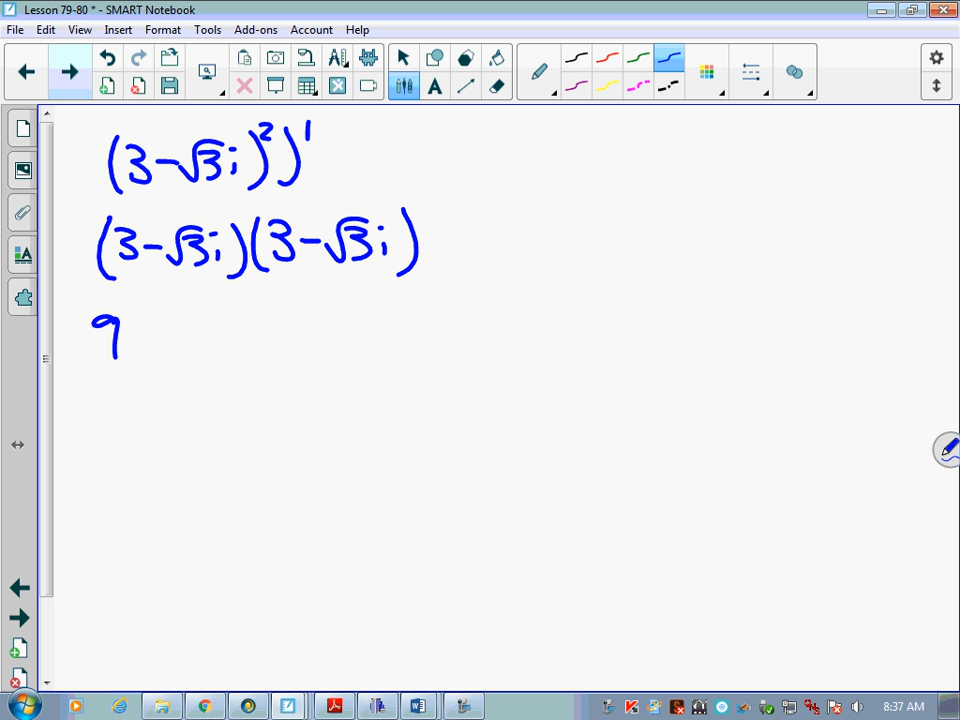 Lesson 79-80 * - SMART Notebook
File Edit View Insert Format Tools Add-ons Account Help
(3-√3i)²)¹
(3-√3i)(3-√3i)
9
8:37 AM